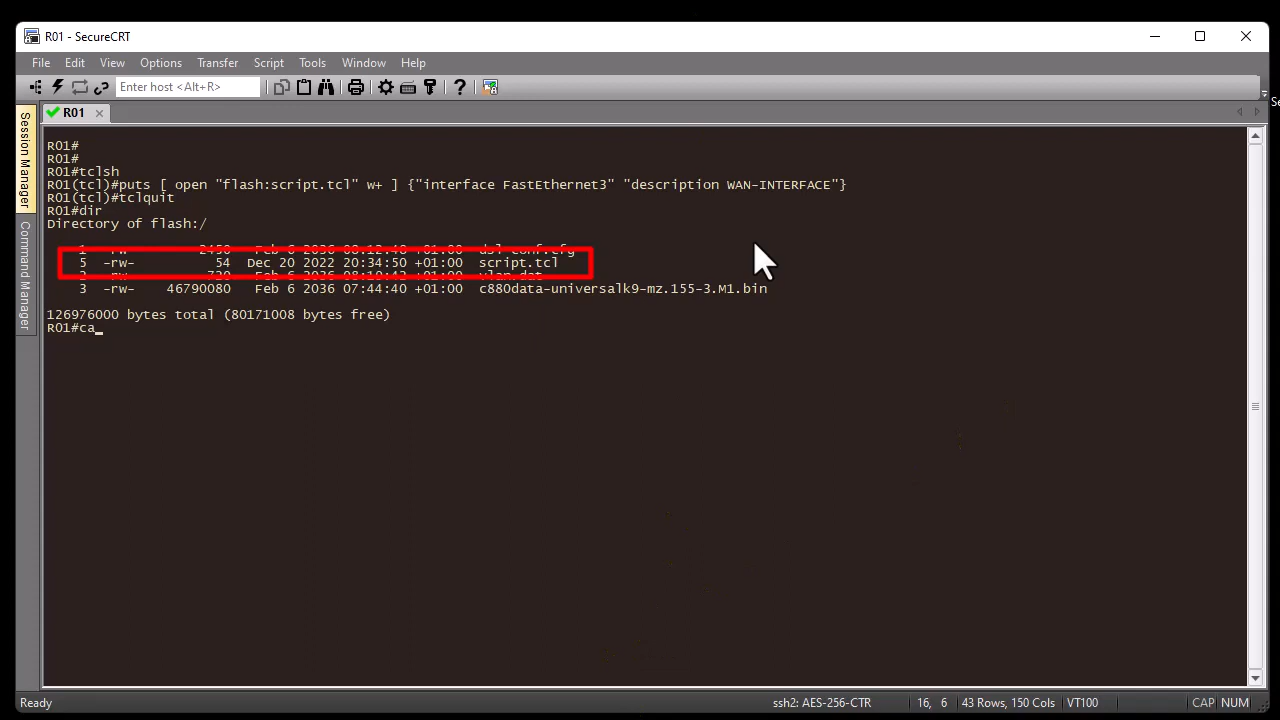 R01 - SecureCRT
File Edit View Options Transfer Script Tools Window Help
Enter host <Alt+R>
R01
Session Manager
Command Manager
R01#
R01#
R01#tclsh
R01(tcl)#puts [ open "flash:script.tcl" w+ ] {"interface FastEthernet3" "description WAN-INTERFACE"}
R01(tcl)#tclquit
R01#dir
Directory of flash:/
5 -rw- 54 Dec 20 2022 20:34:50 +01:00 script.tcl
3 -rw- 46790080 Feb 6 2036 07:44:40 +01:00 c880data-universalk9-mz.155-3.M1.bin
126976000 bytes total (80171008 bytes free)
R01#ca_
Ready ssh2: AES-256-CTR 16, 6 43 Rows, 150 Cols VT100 CAP NUM